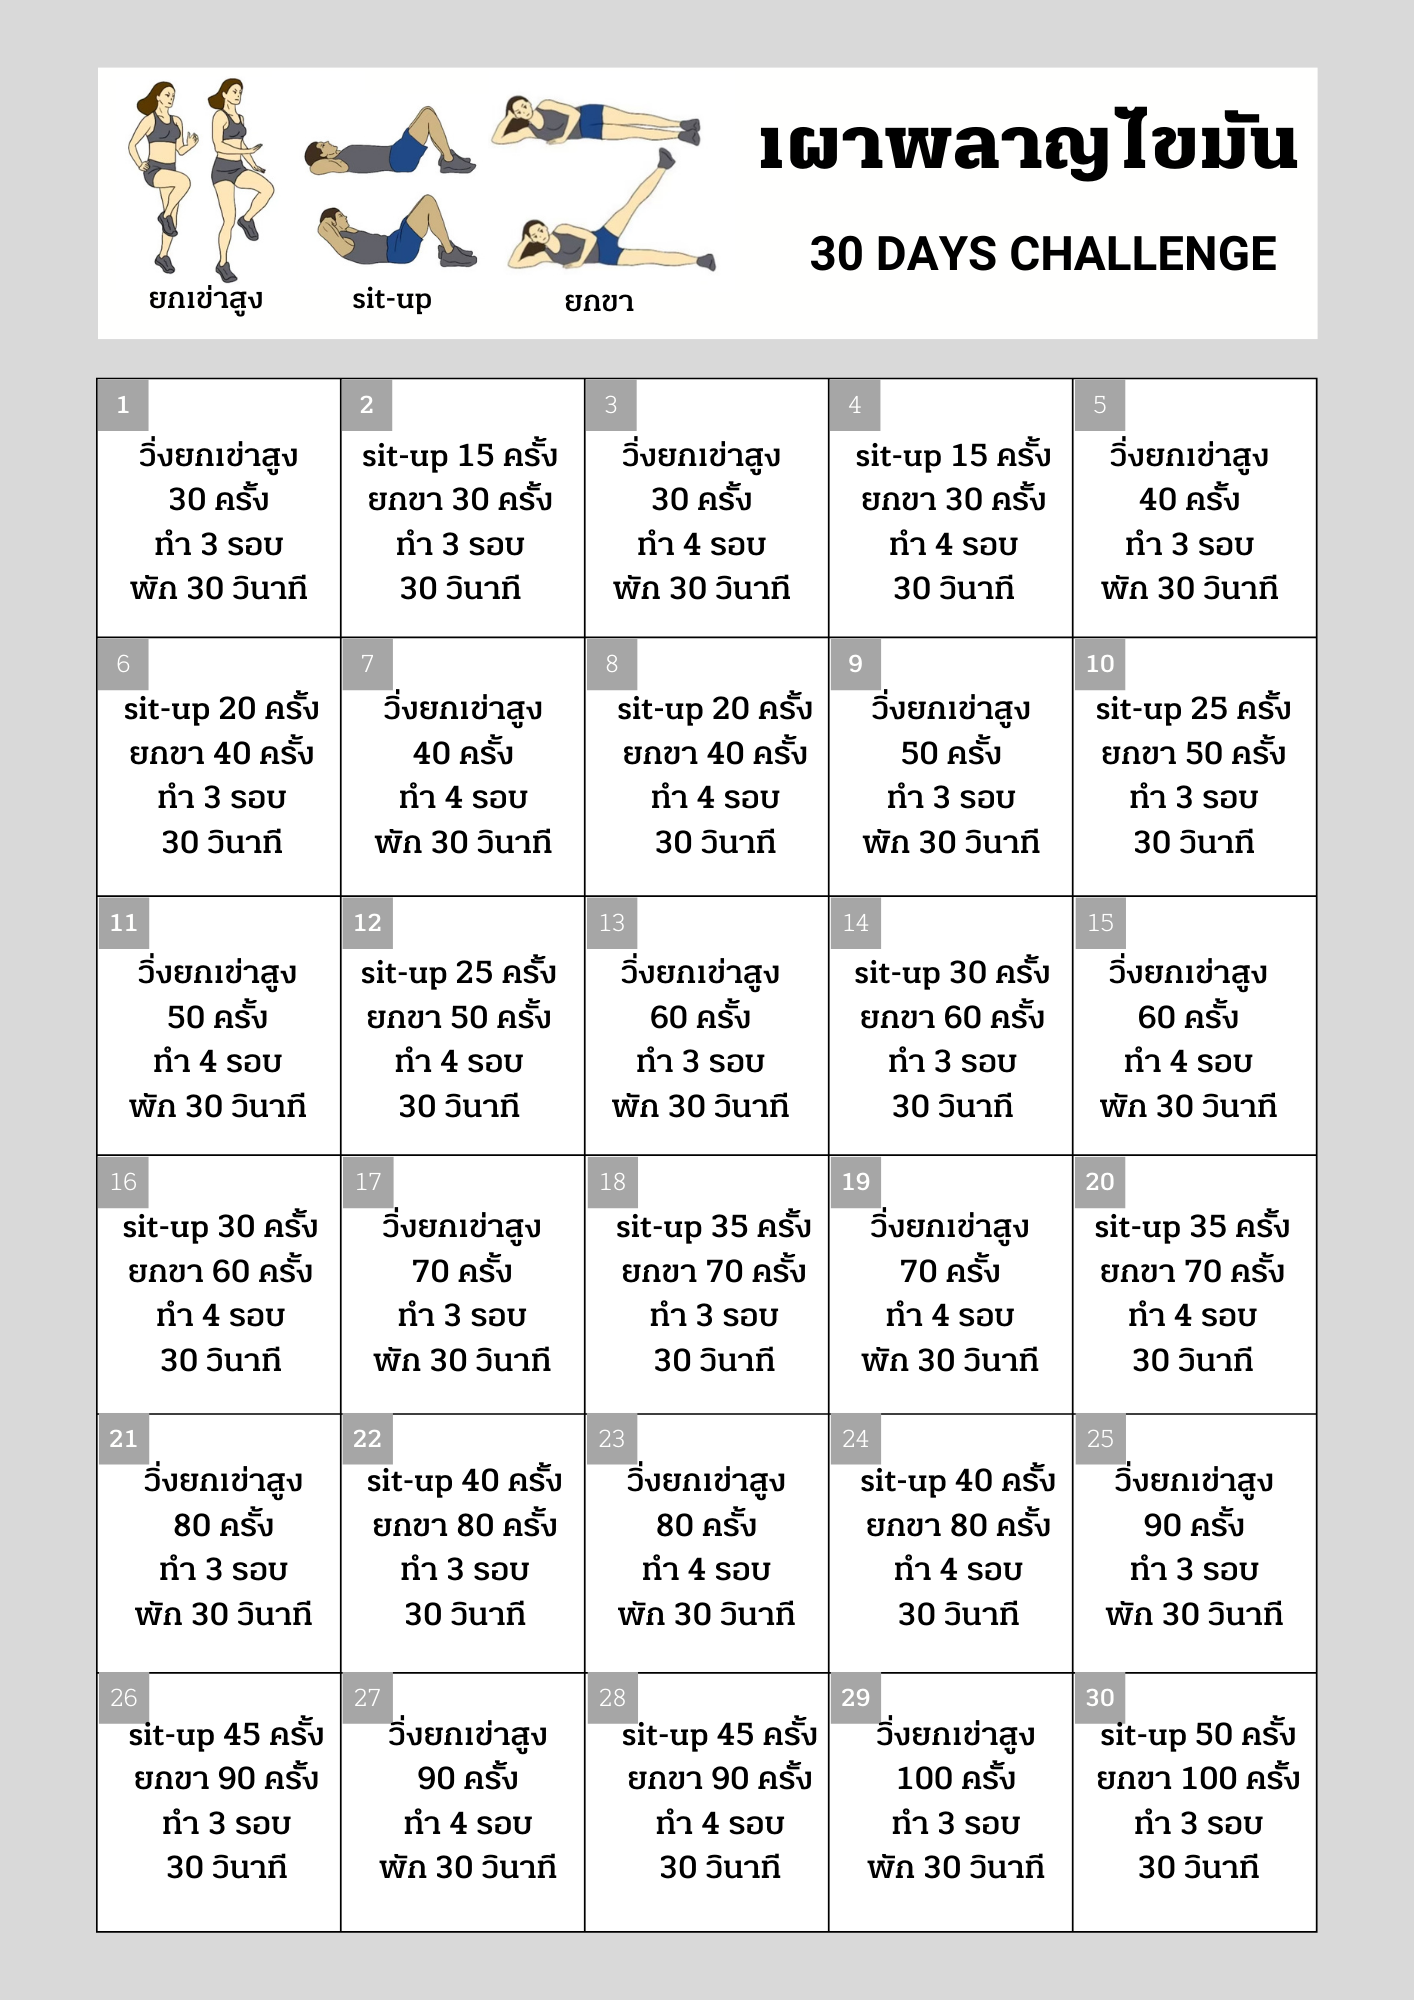 เผาผลาญไขมัน
30 DAYS CHALLENGE
ยกเข่าสูง
sit-up
ยกขา
1
วิ่งยกเข่าสูง
30 ครั้ง
ทำ 3 รอบ
พัก 30 วินาที
2
sit-up 15 ครั้ง
ยกขา 30 ครั้ง
ทำ 3 รอบ
30 วินาที
3
วิ่งยกเข่าสูง
30 ครั้ง
ทำ 4 รอบ
พัก 30 วินาที
4
sit-up 15 ครั้ง
ยกขา 30 ครั้ง
ทำ 4 รอบ
30 วินาที
5
วิ่งยกเข่าสูง
40 ครั้ง
ทำ 3 รอบ
พัก 30 วินาที
6
sit-up 20 ครั้ง
ยกขา 40 ครั้ง
ทำ 3 รอบ
30 วินาที
7
วิ่งยกเข่าสูง
40 ครั้ง
ทำ 4 รอบ
พัก 30 วินาที
8
sit-up 20 ครั้ง
ยกขา 40 ครั้ง
ทำ 4 รอบ
30 วินาที
9
วิ่งยกเข่าสูง
50 ครั้ง
ทำ 3 รอบ
พัก 30 วินาที
10
sit-up 25 ครั้ง
ยกขา 50 ครั้ง
ทำ 3 รอบ
30 วินาที
11
วิ่งยกเข่าสูง
50 ครั้ง
ทำ 4 รอบ
พัก 30 วินาที
12
sit-up 25 ครั้ง
ยกขา 50 ครั้ง
ทำ 4 รอบ
30 วินาที
13
วิ่งยกเข่าสูง
60 ครั้ง
ทำ 3 รอบ
พัก 30 วินาที
14
sit-up 30 ครั้ง
ยกขา 60 ครั้ง
ทำ 3 รอบ
30 วินาที
15
วิ่งยกเข่าสูง
60 ครั้ง
ทำ 4 รอบ
พัก 30 วินาที
16
sit-up 30 ครั้ง
ยกขา 60 ครั้ง
ทำ 4 รอบ
30 วินาที
17
วิ่งยกเข่าสูง
70 ครั้ง
ทำ 3 รอบ
พัก 30 วินาที
18
sit-up 35 ครั้ง
ยกขา 70 ครั้ง
ทำ 3 รอบ
30 วินาที
19
วิ่งยกเข่าสูง
70 ครั้ง
ทำ 4 รอบ
พัก 30 วินาที
20
sit-up 35 ครั้ง
ยกขา 70 ครั้ง
ทำ 4 รอบ
30 วินาที
21
วิ่งยกเข่าสูง
80 ครั้ง
ทำ 3 รอบ
พัก 30 วินาที
22
sit-up 40 ครั้ง
ยกขา 80 ครั้ง
ทำ 3 รอบ
30 วินาที
23
วิ่งยกเข่าสูง
80 ครั้ง
ทำ 4 รอบ
พัก 30 วินาที
24
sit-up 40 ครั้ง
ยกขา 80 ครั้ง
ทำ 4 รอบ
30 วินาที
25
วิ่งยกเข่าสูง
90 ครั้ง
ทำ 3 รอบ
พัก 30 วินาที
26
sit-up 45 ครั้ง
ยกขา 90 ครั้ง
ทำ 3 รอบ
30 วินาที
27
วิ่งยกเข่าสูง
90 ครั้ง
ทำ 4 รอบ
พัก 30 วินาที
28
sit-up 45 ครั้ง
ยกขา 90 ครั้ง
ทำ 4 รอบ
30 วินาที
29
วิ่งยกเข่าสูง
100 ครั้ง
ทำ 3 รอบ
พัก 30 วินาที
30
sit-up 50 ครั้ง
ยกขา 100 ครั้ง
ทำ 3 รอบ
30 วินาที